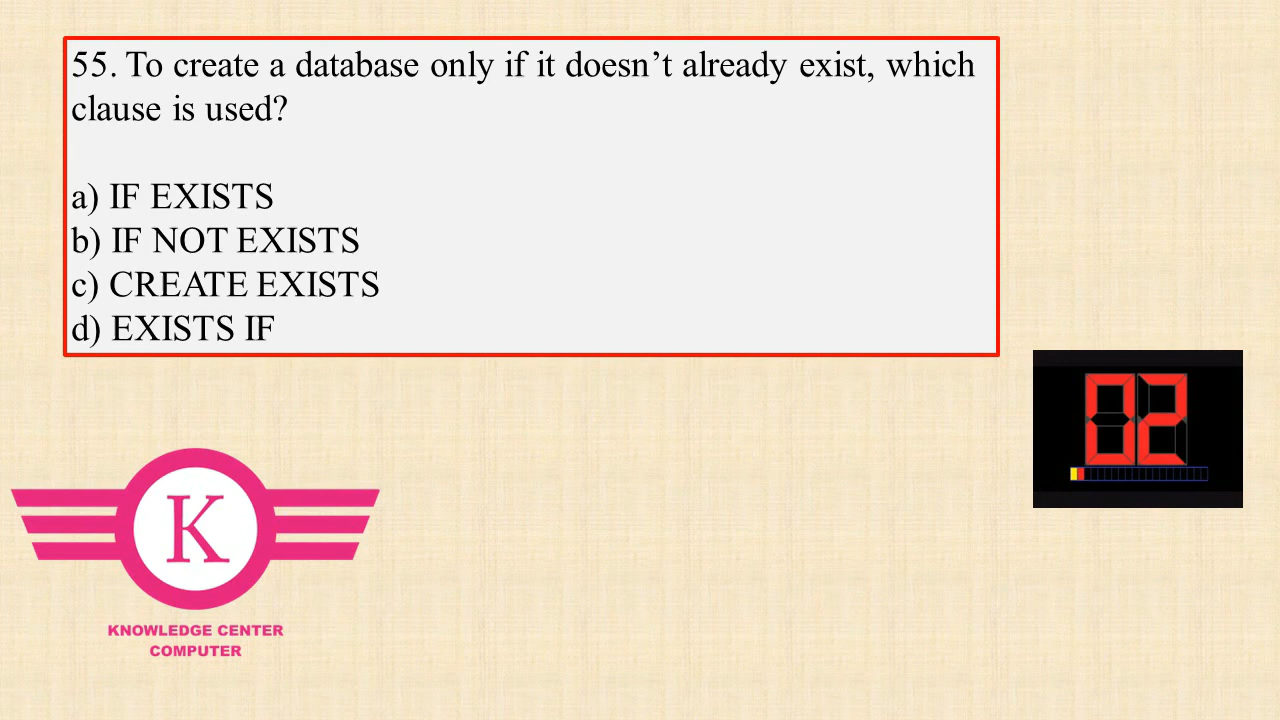 55. To create a database only if it doesn’t already exist, which
clause is used?
a) IF EXISTS
b) IF NOT EXISTS
c) CREATE EXISTS
d) EXISTS IF
02
K
KNOWLEDGE CENTER
COMPUTER